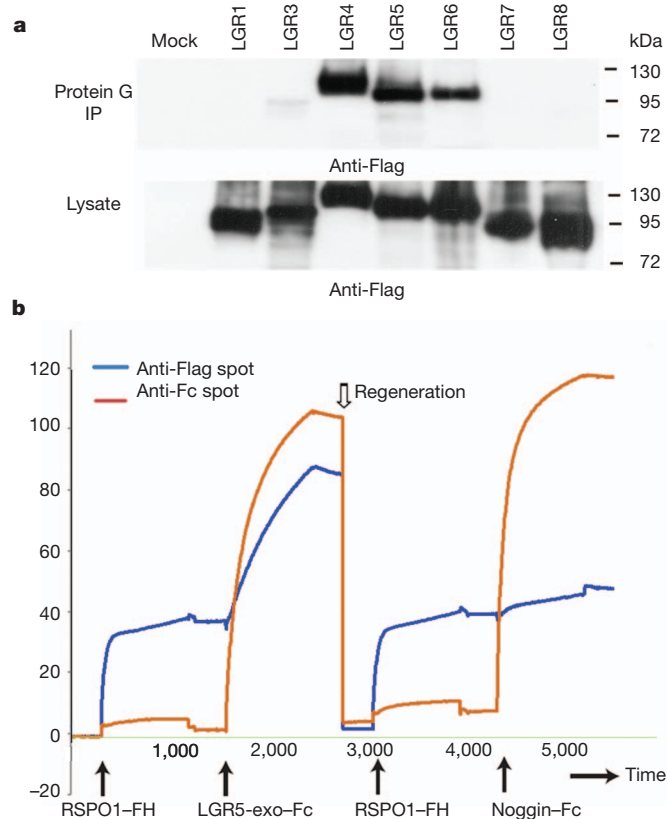 a
Mock LGR1 LGR3 LGR4 LGR5 LGR6 LGR7 LGR8 kDa
Protein G
IP
130
95
72
Anti-Flag
Lysate
130
95
72
Anti-Flag
b
120
100
80
60
40
20
0
–20
Anti-Flag spot
Anti-Fc spot
Regeneration
1,000 2,000 3,000 4,000 5,000
Time
RSPO1–FH LGR5-exo–Fc RSPO1–FH Noggin–Fc